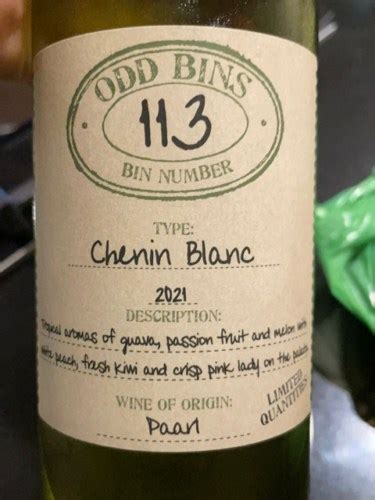 ODD BINS
113
BIN NUMBER
TYPE:
Chenin Blanc
2021
DESCRIPTION:
Tropical aromas of guava, passion fruit and melon with
white peach, fresh kiwi and crisp pink lady on the palate
LIMITED
QUANTITIES
WINE OF ORIGIN:
Paarl